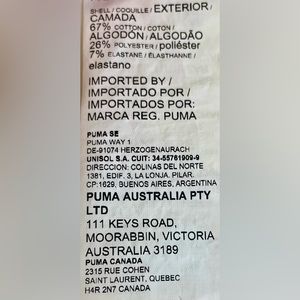 SHELL / COQUILLE / EXTERIOR /
CAMADA
67% COTTON / COTON /
ALGODÓN / ALGODÃO
26% POLYESTER / poliéster
7% ELASTANE / ÉLASTHANNE /
elastano
IMPORTED BY /
IMPORTADO POR /
IMPORTADOS POR:
MARCA REG. PUMA
PUMA SE
PUMA WAY 1
DE-91074 HERZOGENAURACH
UNISOL S.A. CUIT: 34-55761909-9
DIRECCION: COLINAS DEL NORTE
1381, EDIF. 3, LA LONJA. PILAR.
CP:1629, BUENOS AIRES, ARGENTINA
PUMA AUSTRALIA PTY
LTD
111 KEYS ROAD,
MOORABBIN, VICTORIA
AUSTRALIA 3189
PUMA CANADA
2315 RUE COHEN
SAINT LAURENT, QUEBEC
H4R 2N7 CANADA